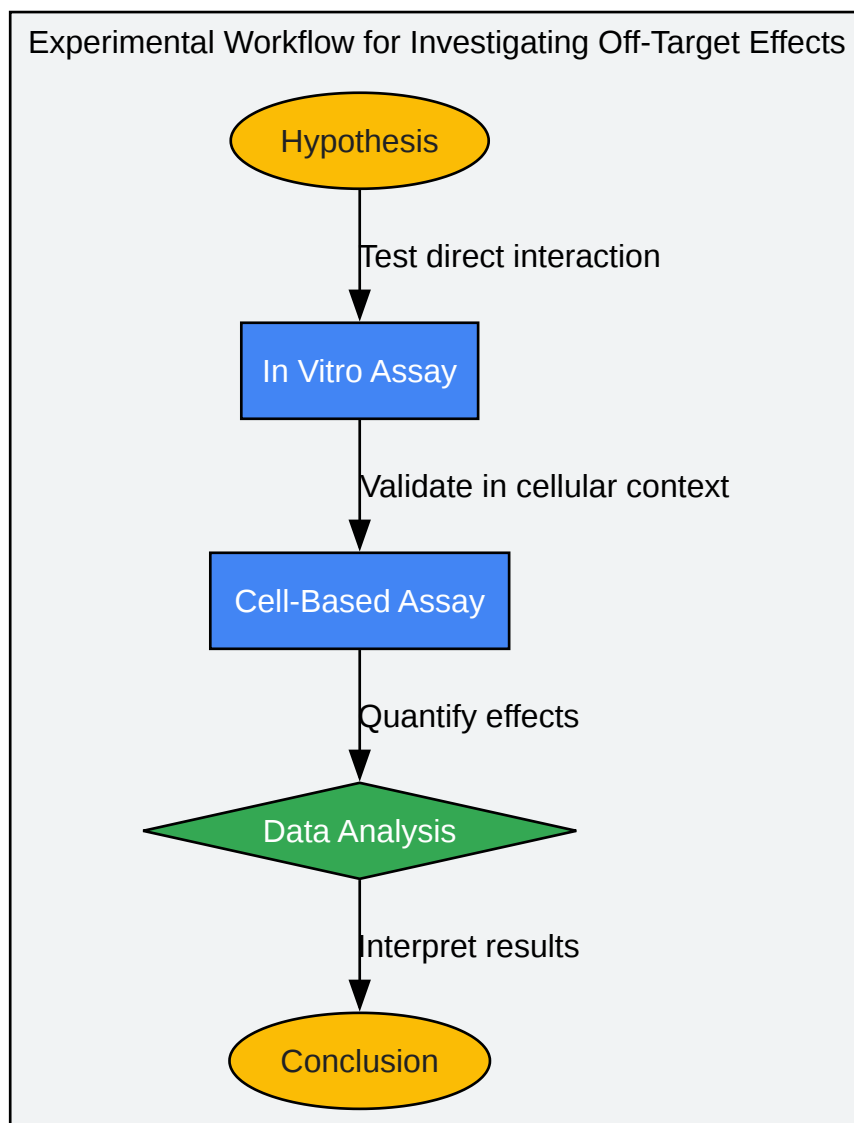 Experimental Workflow for Investigating Off-Target Effects
Hypothesis
Test direct interaction
In Vitro Assay
Validate in cellular context
Cell-Based Assay
Quantify effects
Data Analysis
Interpret results
Conclusion